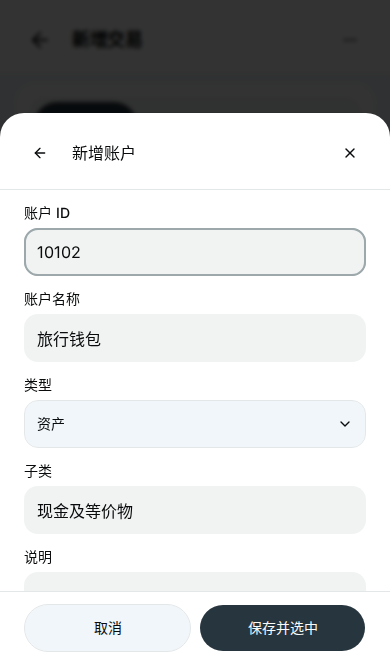 新增交易
新增账户
账户 ID
10102
账户名称
旅行钱包
类型
资产
子类
现金及等价物
说明
取消
保存并选中